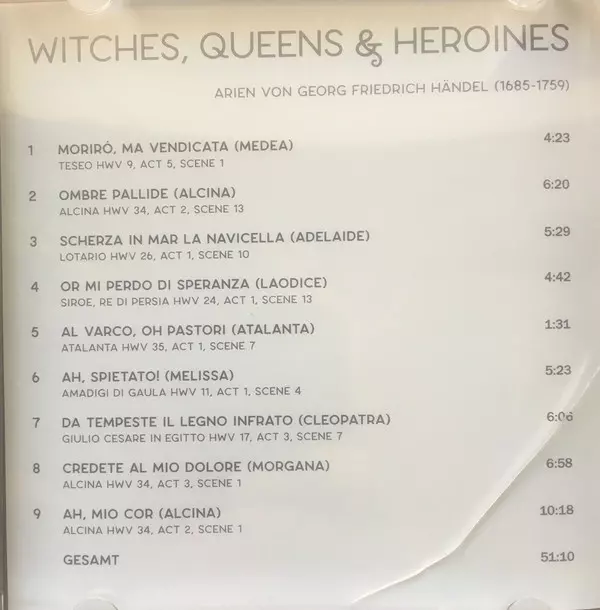 WITCHES, QUEENS & HEROINES
ARIEN VON GEORG FRIEDRICH HÄNDEL (1685-1759)
1 MORIRÒ, MA VENDICATA (MEDEA) 4:23
TESEO HWV 9, ACT 5, SCENE 1
2 OMBRE PALLIDE (ALCINA) 6:20
ALCINA HWV 34, ACT 2, SCENE 13
3 SCHERZA IN MAR LA NAVICELLA (ADELAIDE) 5:29
LOTARIO HWV 26, ACT 1, SCENE 10
4 OR MI PERDO DI SPERANZA (LAODICE) 4:42
SIROE, RE DI PERSIA HWV 24, ACT 1, SCENE 13
5 AL VARCO, OH PASTORI (ATALANTA) 1:31
ATALANTA HWV 35, ACT 1, SCENE 7
6 AH, SPIETATO! (MELISSA) 5:23
AMADIGI DI GAULA HWV 11, ACT 1, SCENE 4
7 DA TEMPESTE IL LEGNO INFRATO (CLEOPATRA) 6:06
GIULIO CESARE IN EGITTO HWV 17, ACT 3, SCENE 7
8 CREDETE AL MIO DOLORE (MORGANA) 6:58
ALCINA HWV 34, ACT 3, SCENE 1
9 AH, MIO COR (ALCINA) 10:18
ALCINA HWV 34, ACT 2, SCENE 1
GESAMT 51:10